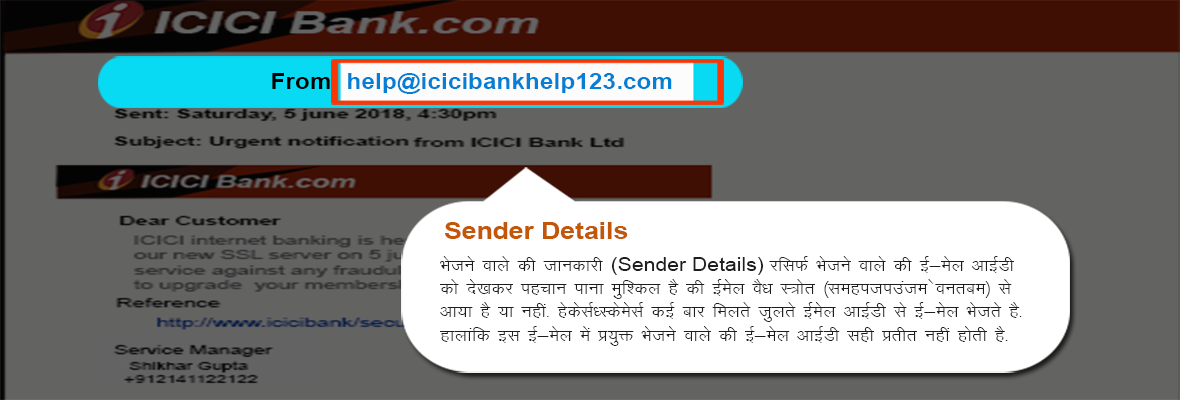 ICICI Bank.com
From help@icicibankhelp123.com
Sent: Saturday, 5 june 2018, 4:30pm
Subject: Urgent notification from ICICI Bank Ltd
ICICI Bank.com
Dear Customer
ICICI internet banking is he
our new SSL server on 5 ju
service against any fraudul
to upgrade your membersh
Reference
http://www.icicibank/secu
Service Manager
Shikhar Gupta
+912141122122
Sender Details
भेजने वाले की जानकारी (Sender Details) रसिर्फ भेजने वाले की ई–मेल आईडी
को देखकर पहचान पाना मुश्किल है की ईमेल वैध स्त्रोत (समहपजपउंजम `वनतबम) से
आया है या नहीं. हेकेर्सध्स्केमेर्स कई बार मिलते जुलते ईमेल आईडी से ई–मेल भेजते है.
हालांकि इस ई–मेल में प्रयुक्त भेजने वाले की ई–मेल आईडी सही प्रतीत नहीं होती है.